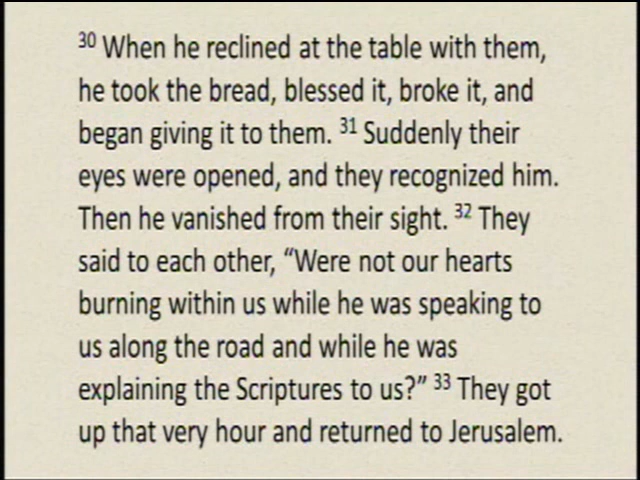 30 When he reclined at the table with them,
he took the bread, blessed it, broke it, and
began giving it to them. 31 Suddenly their
eyes were opened, and they recognized him.
Then he vanished from their sight. 32 They
said to each other, “Were not our hearts
burning within us while he was speaking to
us along the road and while he was
explaining the Scriptures to us?” 33 They got
up that very hour and returned to Jerusalem.